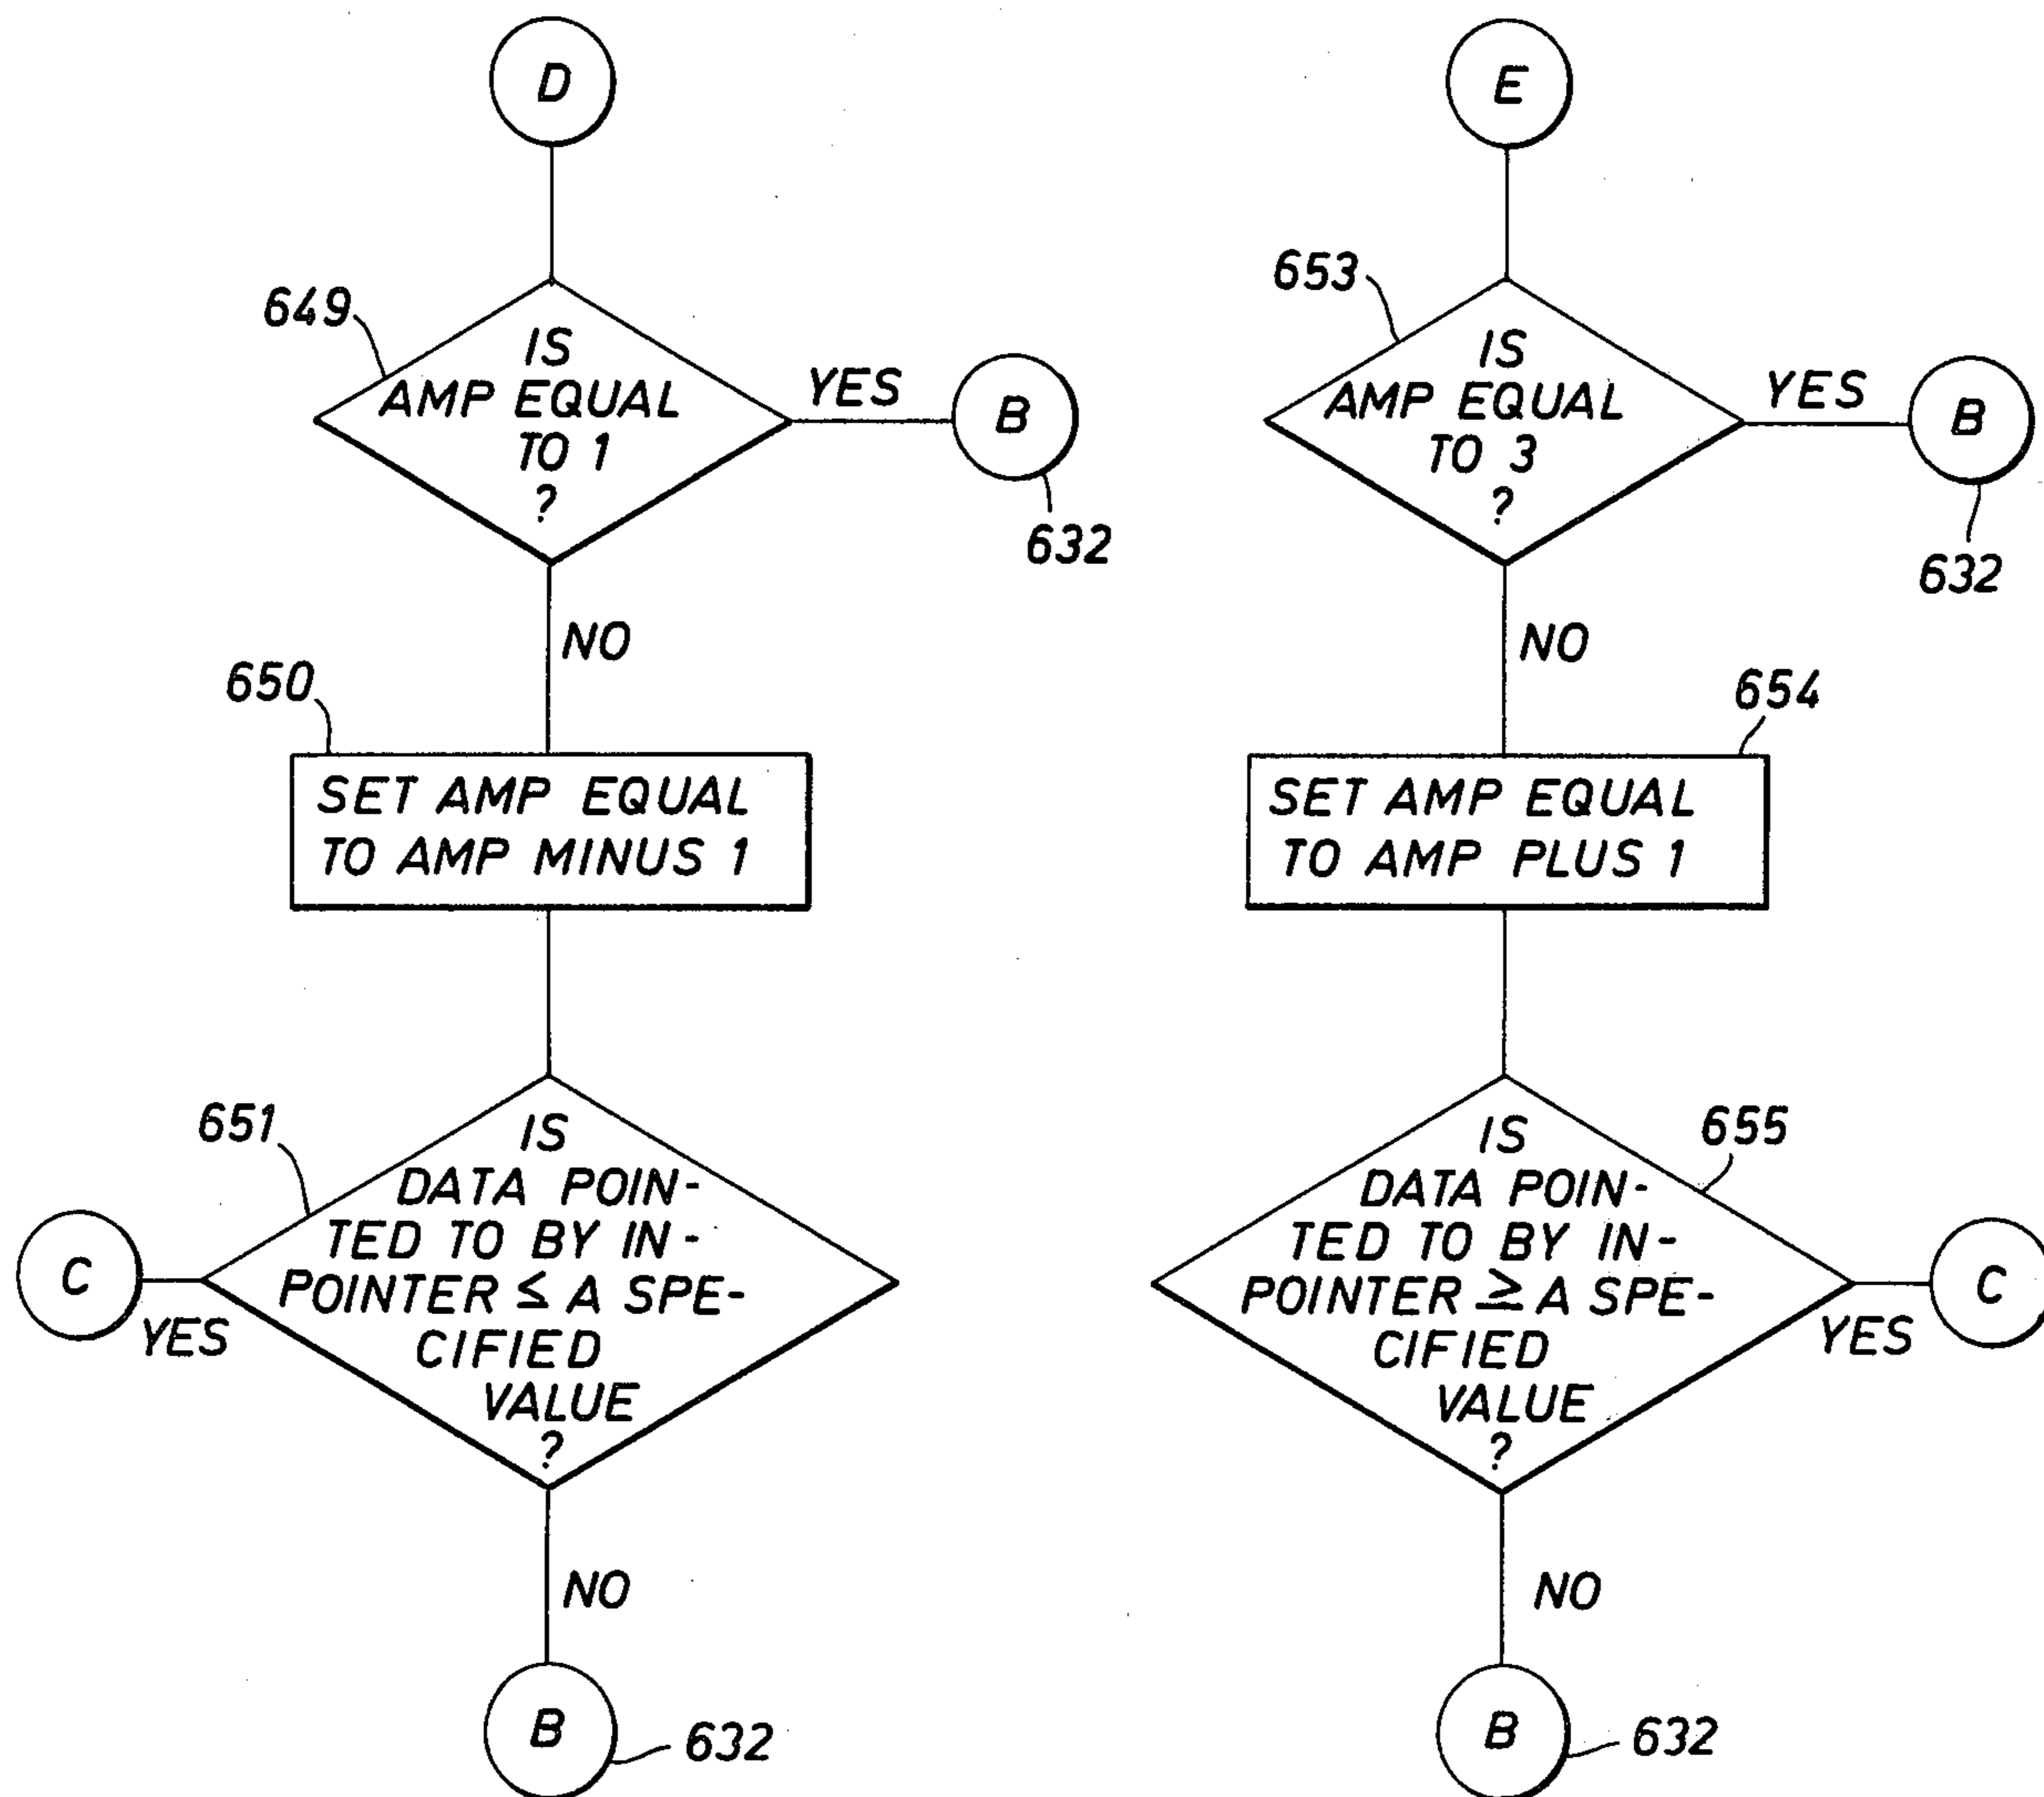 D
649
IS
AMP EQUAL
TO 1
?
YES
B
632
NO
650
SET AMP EQUAL
TO AMP MINUS 1
651
IS
DATA POIN-
TED TO BY IN-
POINTER ≤ A SPE-
CIFIED
VALUE
?
C
YES
NO
B
632
E
653
IS
AMP EQUAL
TO 3
?
YES
B
632
NO
654
SET AMP EQUAL
TO AMP PLUS 1
655
IS
DATA POIN-
TED TO BY IN-
POINTER ≥ A SPE-
CIFIED
VALUE
?
YES
C
NO
B
632